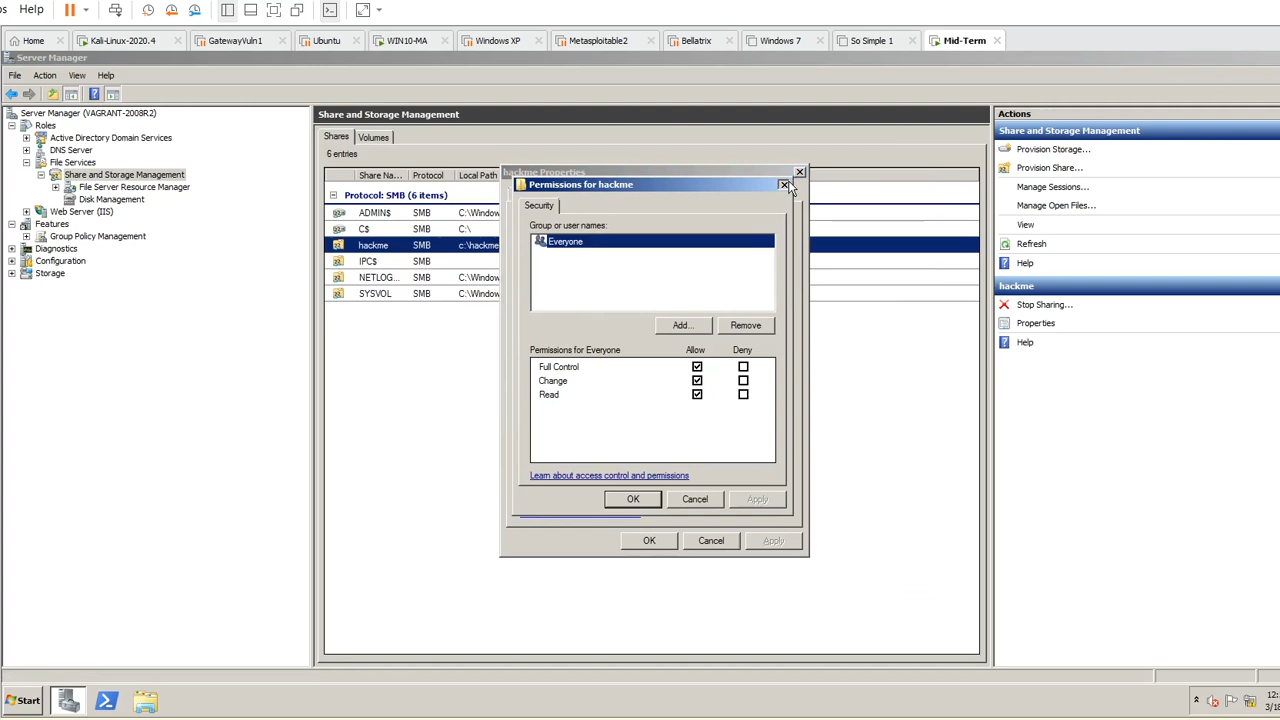 s Help
Home
Kali-Linux-2020.4
GatewayVuln1
Ubuntu
WIN10-MA
Windows XP
Metasploitable2
Bellatrix
Windows 7
So Simple 1
Mid-Term
Server Manager
File Action View Help
Server Manager (VAGRANT-2008R2)
Roles
Active Directory Domain Services
DNS Server
File Services
Share and Storage Management
File Server Resource Manager
Disk Management
Web Server (IIS)
Features
Group Policy Management
Diagnostics
Configuration
Storage
Share and Storage Management
Shares Volumes
6 entries
Share Na... Protocol Local Path
Protocol: SMB (6 items)
ADMIN$ SMB C:\Window
C$ SMB C:\
hackme SMB c:\hackme
IPC$ SMB
NETLOG... SMB C:\Window
SYSVOL SMB C:\Window
hackme Properties
Permissions for hackme
Security
Group or user names:
Everyone
Add... Remove
Permissions for Everyone Allow Deny
Full Control
Change
Read
Learn about access control and permissions
OK Cancel Apply
OK Cancel Apply
Actions
Share and Storage Management
Provision Storage...
Provision Share...
Manage Sessions...
Manage Open Files...
View
Refresh
Help
hackme
Stop Sharing...
Properties
Help
Start
12:
3/18